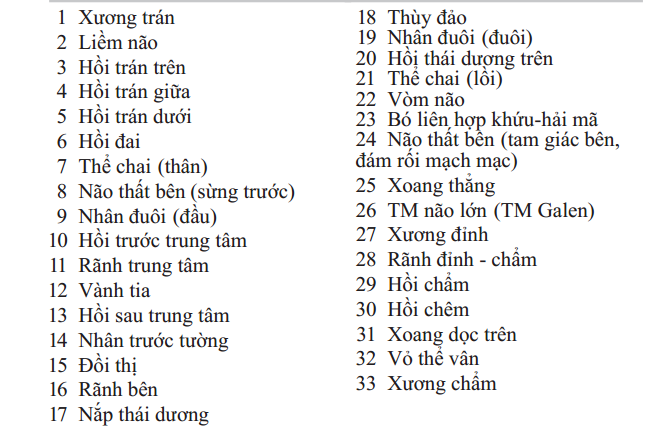 1 Xương trán
2 Liềm não
3 Hồi trán trên
4 Hồi trán giữa
5 Hồi trán dưới
6 Hồi đai
7 Thể chai (thân)
8 Não thất bên (sừng trước)
9 Nhân đuôi (đầu)
10 Hồi trước trung tâm
11 Rãnh trung tâm
12 Vành tia
13 Hồi sau trung tâm
14 Nhân trước tường
15 Đồi thị
16 Rãnh bên
17 Nắp thái dương
18 Thùy đảo
19 Nhân đuôi (đuôi)
20 Hồi thái dương trên
21 Thể chai (lồi)
22 Vòm não
23 Bó liên hợp khứu-hải mã
24 Não thất bên (tam giác bên,
đám rối mạch mạc)
25 Xoang thẳng
26 TM não lớn (TM Galen)
27 Xương đỉnh
28 Rãnh đỉnh - chẩm
29 Hồi chẩm
30 Hồi chêm
31 Xoang dọc trên
32 Vỏ thể vân
33 Xương chẩm